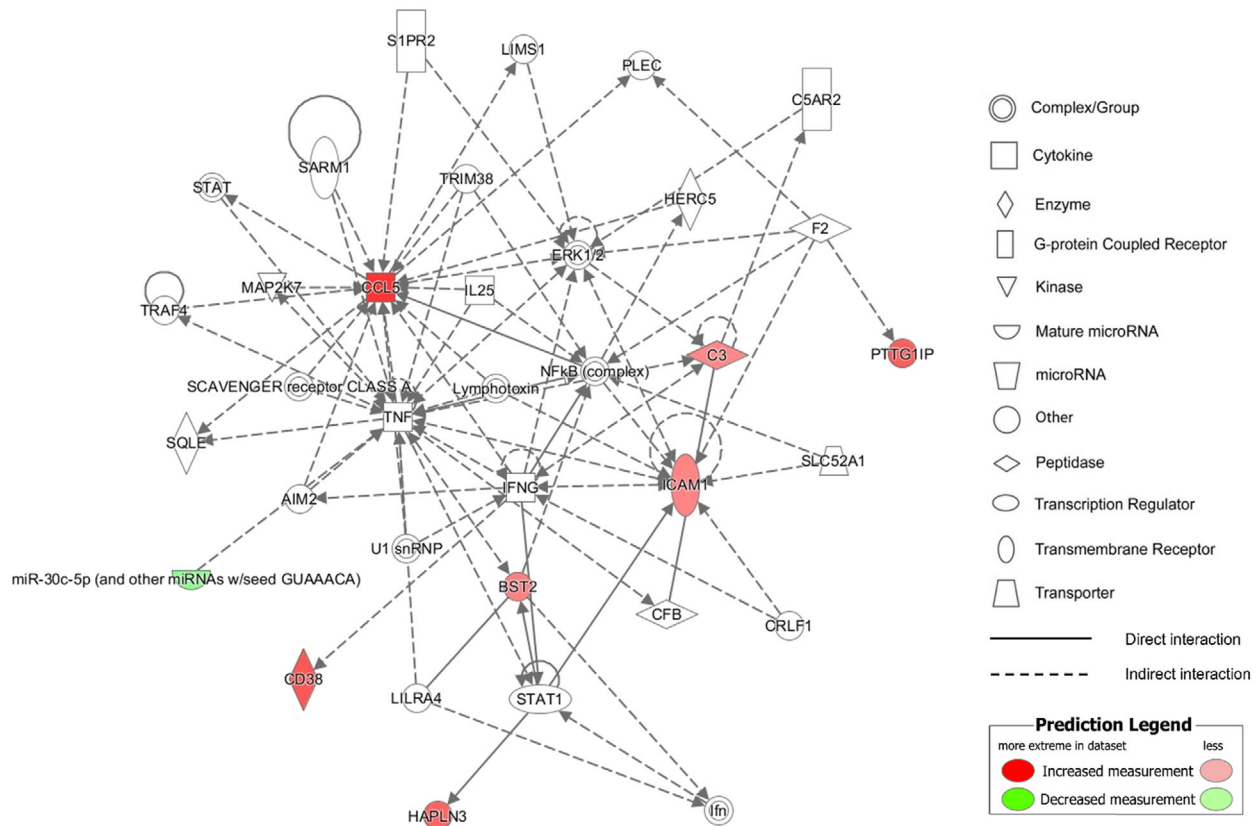 S1PR2
LIMS1
PLEC
C5AR2
SARM1
STAT
TRIM38
HERC5
F2
ERK1/2
MAP2K7
CCL5
IL25
TRAF4
C3
PTTG1IP
NFkB (complex)
SCAVENGER receptor CLASS A
Lymphotoxin
TNF
SQLE
SLC52A1
AIM2
IFNG
ICAM1
U1 snRNP
miR-30c-5p (and other miRNAs w/seed GUAAACA)
BST2
CFB
CRLF1
CD38
LILRA4
STAT1
HAPLN3
Ifn
Complex/Group
Cytokine
Enzyme
G-protein Coupled Receptor
Kinase
Mature microRNA
microRNA
Other
Peptidase
Transcription Regulator
Transmembrane Receptor
Transporter
Direct interaction
Indirect interaction
Prediction Legend
more extreme in dataset less
Increased measurement
Decreased measurement